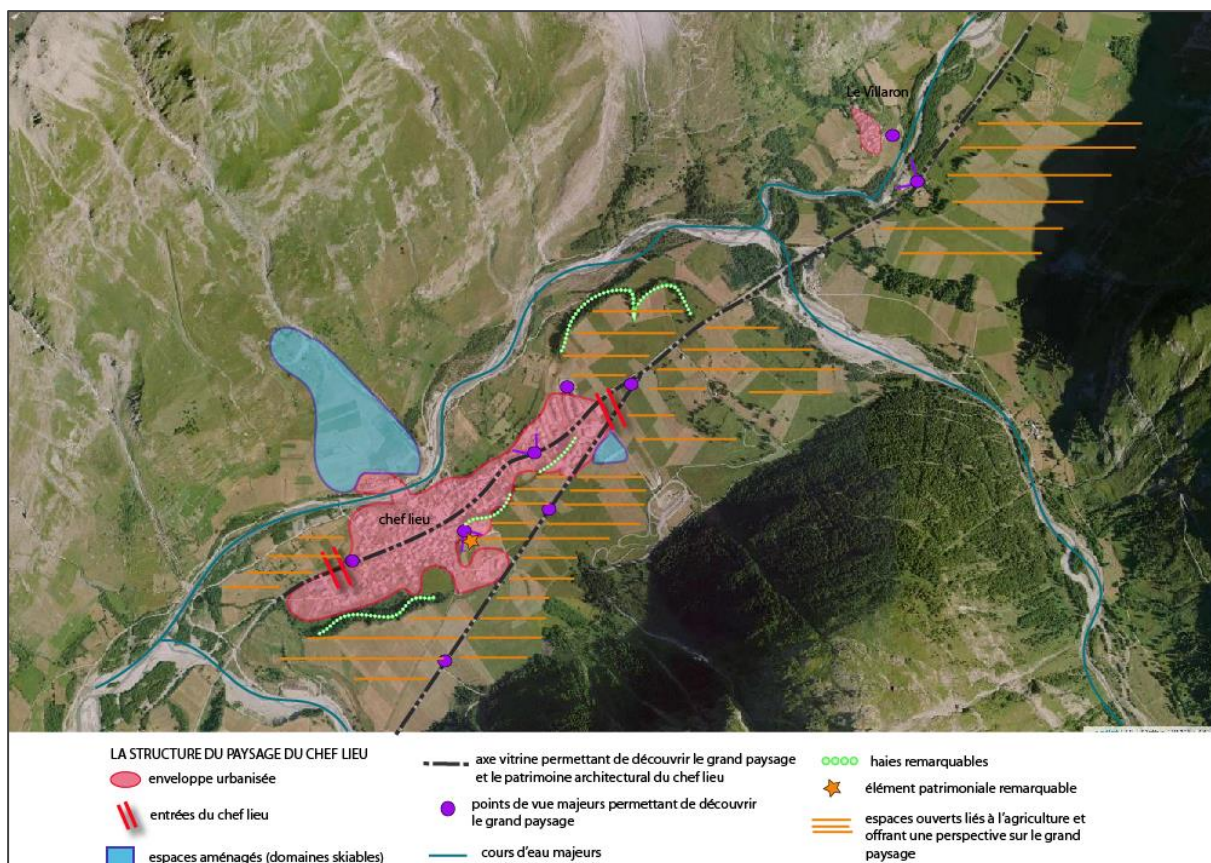 Le Villaron
chef lieu
LA STRUCTURE DU PAYSAGE DU CHEF LIEU
enveloppe urbanisée
entrées du chef lieu
espaces aménagés (domaines skiables)
axe vitrine permettant de découvrir le grand paysage
et le patrimoine architectural du chef lieu
points de vue majeurs permettant de découvrir
le grand paysage
cours d'eau majeurs
haies remarquables
élément patrimoniale remarquable
espaces ouverts liés à l'agriculture et
offrant une perspective sur le grand
paysage